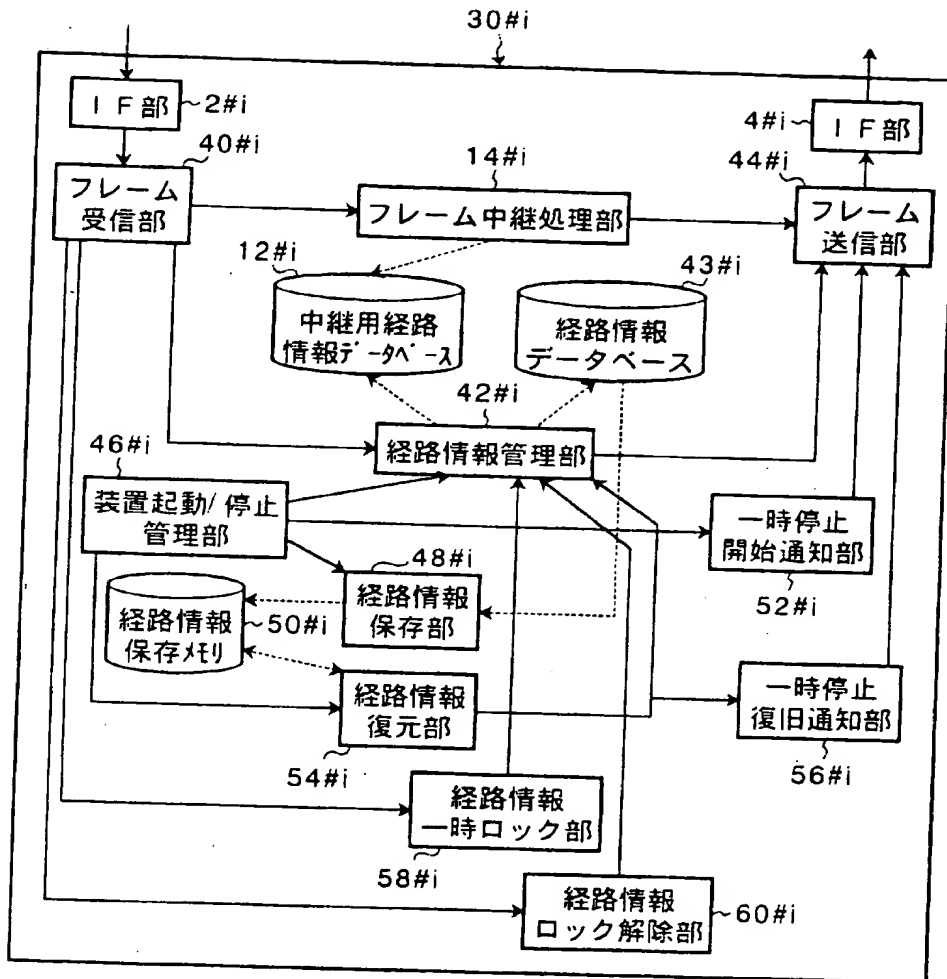 30#i
IF部
2#i
4#i
IF部
40#i
44#i
フレーム
受信部
14#i
フレーム中継処理部
フレーム
送信部
12#i
中継用経路
情報データベース
43#i
経路情報
データベース
42#i
経路情報管理部
46#i
装置起動/停止
管理部
一時停止
開始通知部
52#i
48#i
経路情報
保存部
経路情報
保存メモリ
50#i
経路情報
復元部
54#i
一時停止
復旧通知部
56#i
経路情報
一時ロック部
58#i
経路情報
ロック解除部
60#i